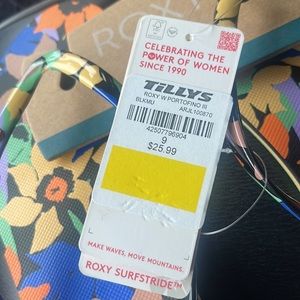 ROXY
CELEBRATING THE
POWER OF WOMEN
SINCE 1990
TILLYS
ROXY W PORTOFINO III
BLKMU ARJL100870
42507796904
9
$25.99
MAKE WAVES, MOVE MOUNTAINS.
ROXY SURFSTRIDE™